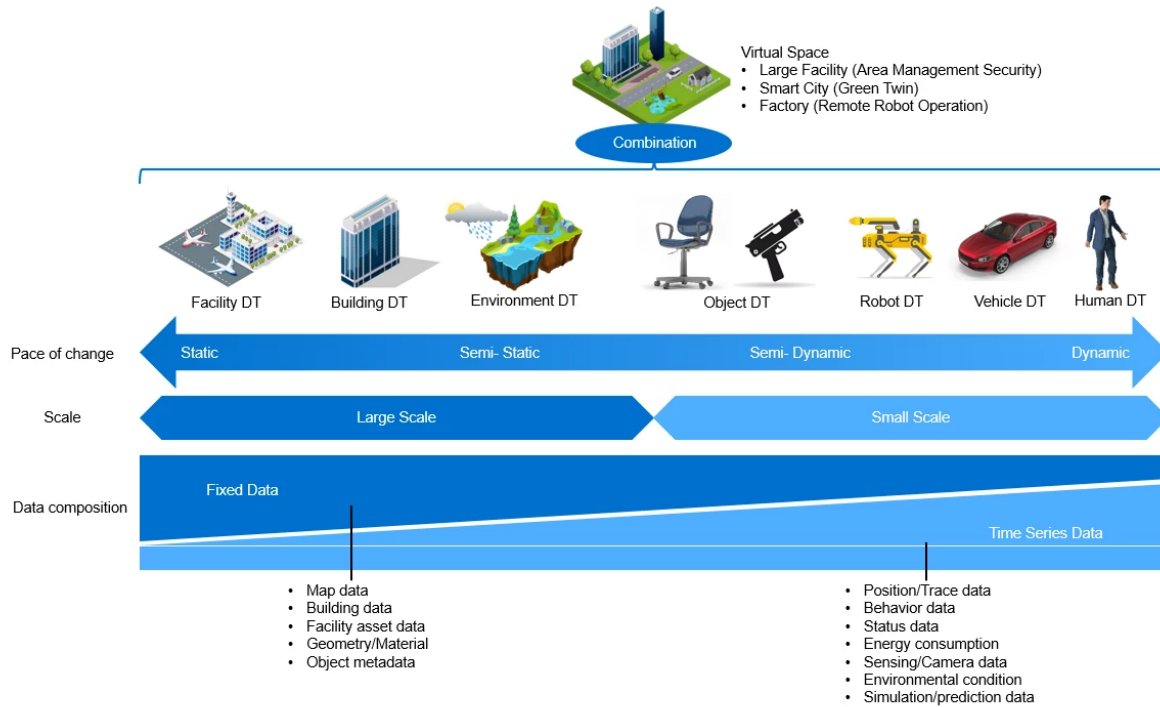 Virtual Space
• Large Facility (Area Management Security)
• Smart City (Green Twin)
• Factory (Remote Robot Operation)
Combination
Facility DT
Building DT
Environment DT
Object DT
Robot DT
Vehicle DT
Human DT
Pace of change
Static
Semi- Static
Semi- Dynamic
Dynamic
Scale
Large Scale
Small Scale
Data composition
Fixed Data
Time Series Data
• Map data
• Building data
• Facility asset data
• Geometry/Material
• Object metadata
• Position/Trace data
• Behavior data
• Status data
• Energy consumption
• Sensing/Camera data
• Environmental condition
• Simulation/prediction data